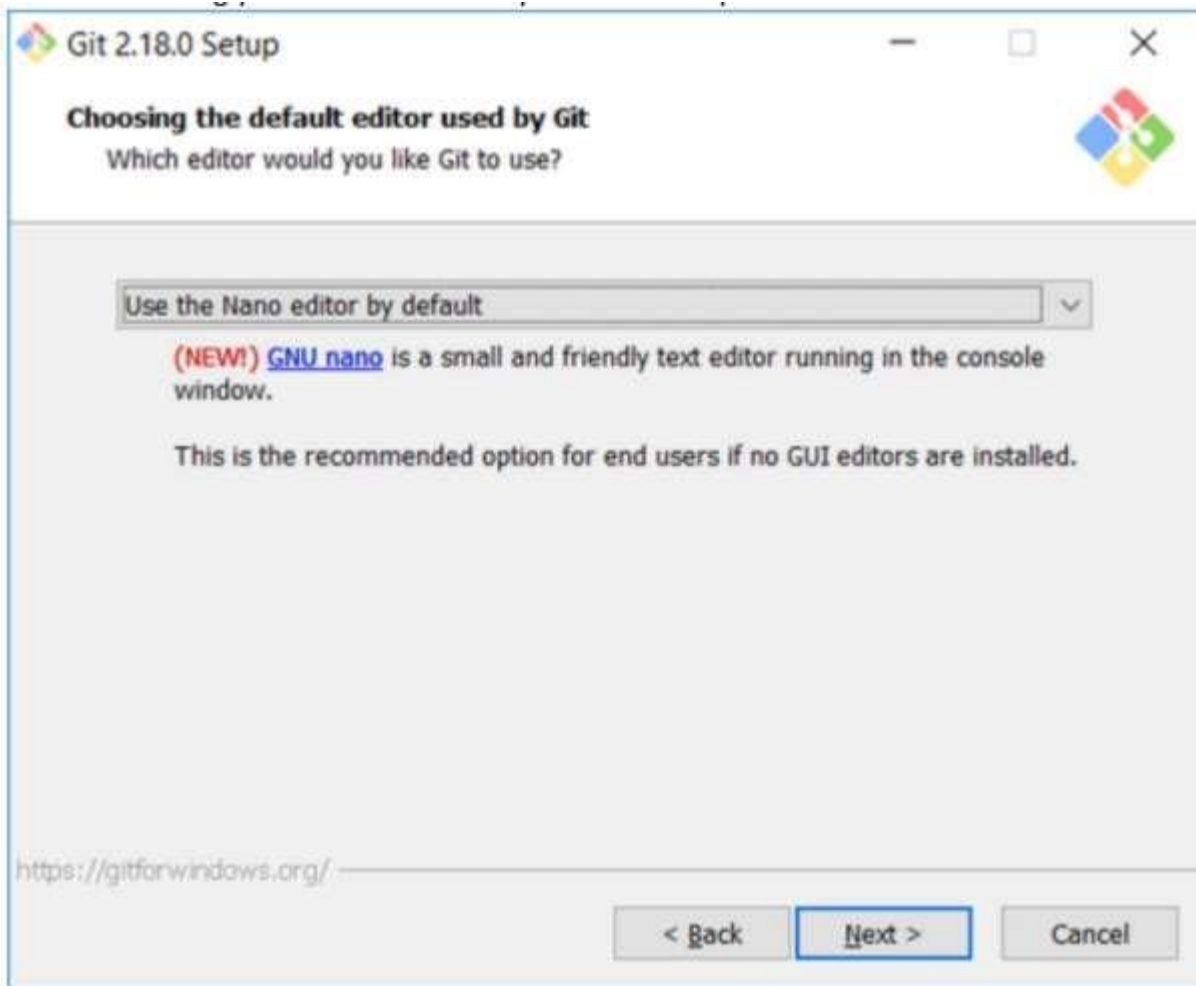 Git 2.18.0 Setup
Choosing the default editor used by Git
Which editor would you like Git to use?
Use the Nano editor by default
(NEW!) GNU nano is a small and friendly text editor running in the console
window.
This is the recommended option for end users if no GUI editors are installed.
https://gitforwindows.org/
< Back
Next >
Cancel